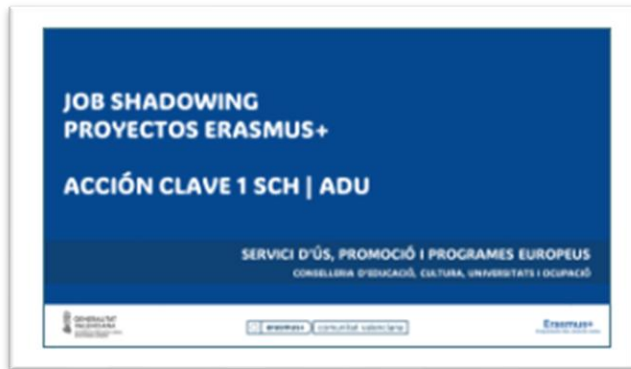 JOB SHADOWING
PROYECTOS ERASMUS+
ACCIÓN CLAVE 1 SCH | ADU
SERVICI D'ÚS, PROMOCIÓ I PROGRAMES EUROPEUS
CONSELLERIA D'EDUCACIÓ, CULTURA, UNIVERSITATS I OCUPACIÓ
GENERALITAT
VALENCIANA
erasmus+ comunitat valenciana
Erasmus+